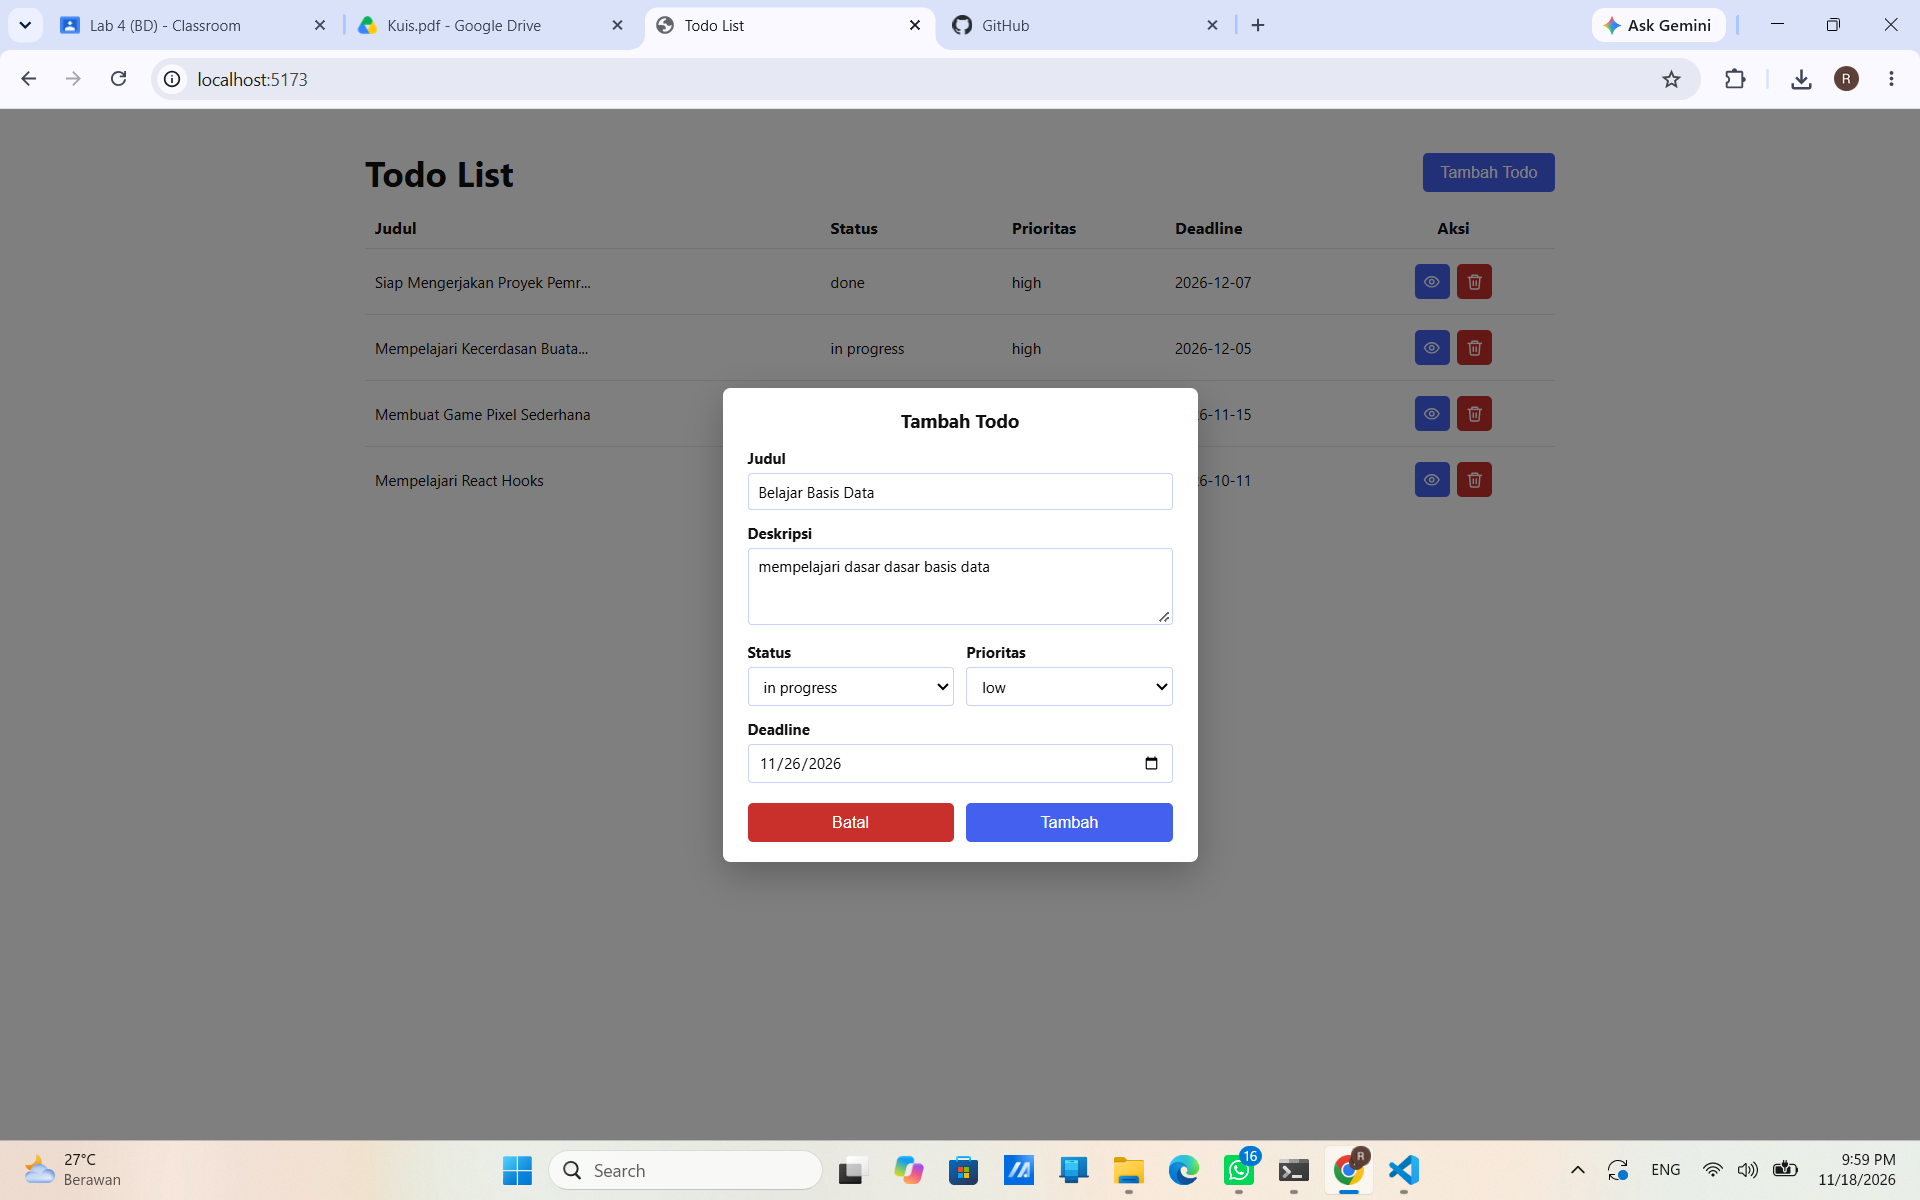 Lab 4 (BD) - Classroom
Kuis.pdf - Google Drive
Todo List
GitHub
Ask Gemini
localhost:5173
R
Todo List
Tambah Todo
Judul Status Prioritas Deadline Aksi
Siap Mengerjakan Proyek Pemr... done high 2026-12-07
Mempelajari Kecerdasan Buata... in progress high 2026-12-05
Membuat Game Pixel Sederhana 6-11-15
Mempelajari React Hooks 6-10-11
Tambah Todo
Judul
Belajar Basis Data
Deskripsi
mempelajari dasar dasar basis data
Status Prioritas
in progress low
Deadline
11/26/2026
Batal Tambah
27°C
Berawan
Search
16
R
ENG
9:59 PM
11/18/2026